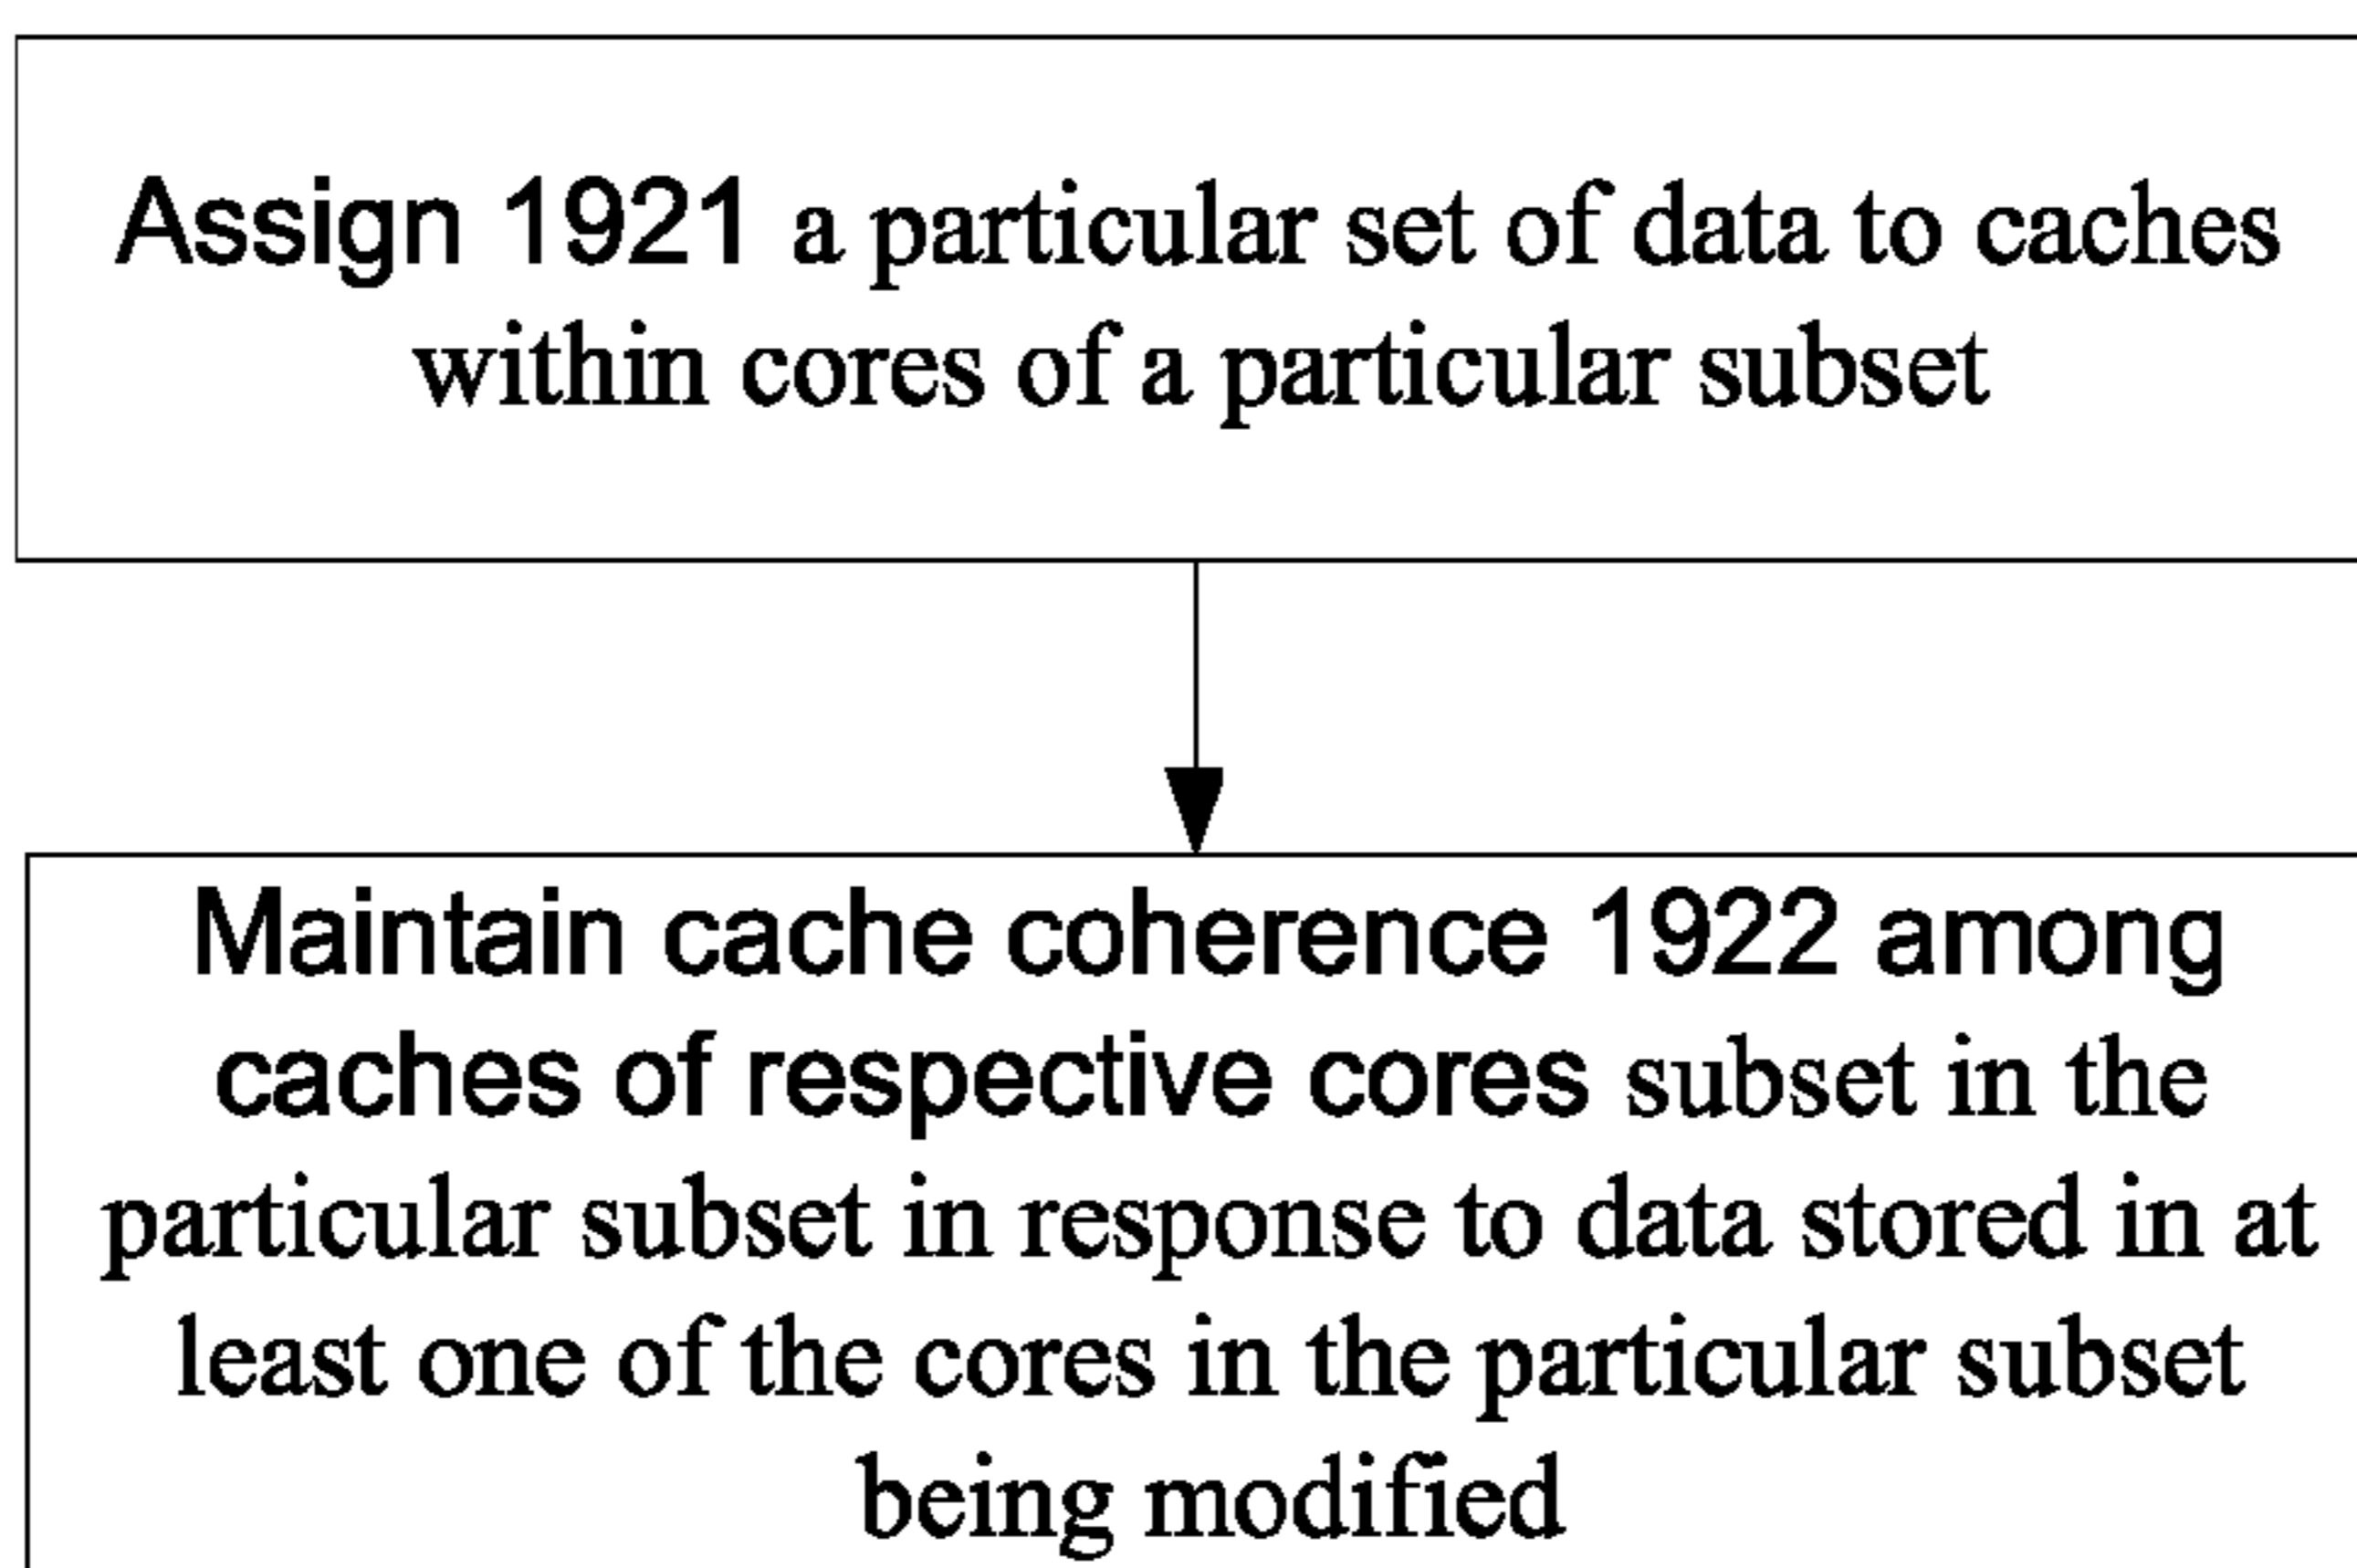 Assign 1921 a particular set of data to caches
within cores of a particular subset
Maintain cache coherence 1922 among
caches of respective cores subset in the
particular subset in response to data stored in at
least one of the cores in the particular subset
being modified